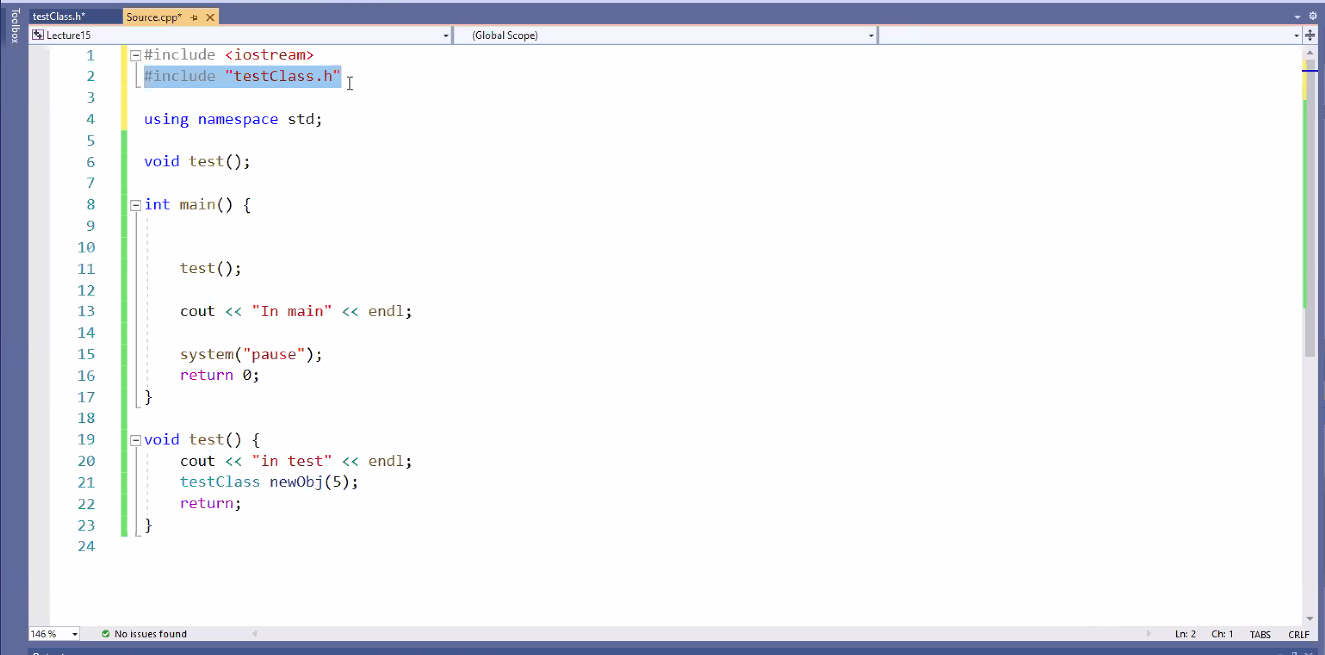 Toolbox
testClass.h*
Source.cpp*
Lecture15
(Global Scope)
1 #include <iostream>
2 #include "testClass.h"
3
4 using namespace std;
5
6 void test();
7
8 int main() {
9
10
11 test();
12
13 cout << "In main" << endl;
14
15 system("pause");
16 return 0;
17 }
18
19 void test() {
20 cout << "in test" << endl;
21 testClass newObj(5);
22 return;
23 }
24
146 % No issues found Ln: 2 Ch: 1 TABS CRLF